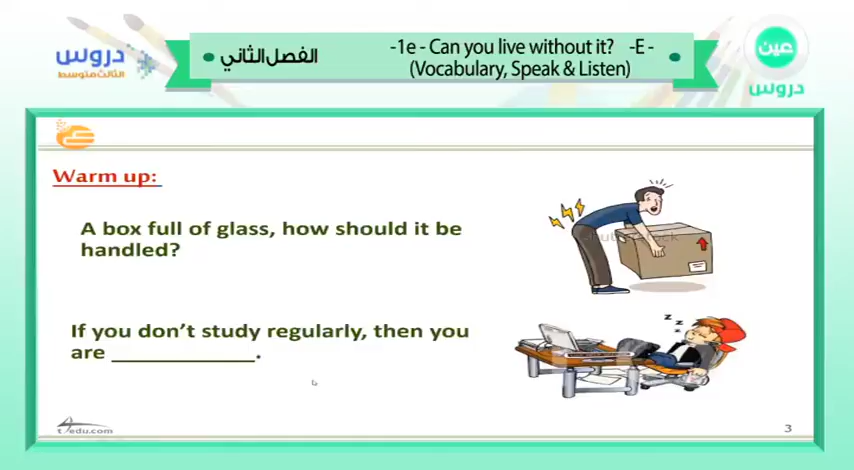 دروس
الثالث متوسط
الفصل الثاني
-1e - Can you live without it? -E -
(Vocabulary, Speak & Listen)
عين
دروس
Warm up:
A box full of glass, how should it be
handled?
If you don't study regularly, then you
are ____________.
z z z
edu.com
3